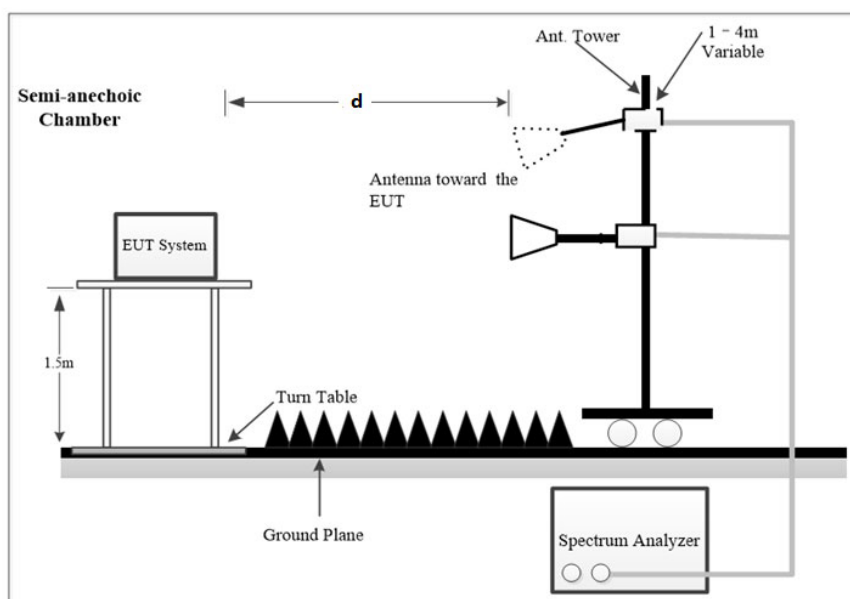 Ant. Tower
1 - 4m
Variable
Semi-anechoic
Chamber
d
Antenna toward the
EUT
EUT System
1.5m
Turn Table
Ground Plane
Spectrum Analyzer